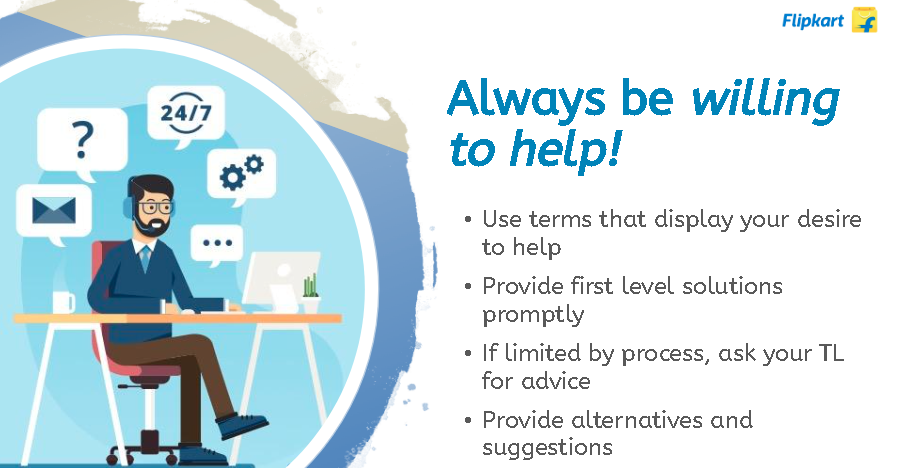 Flipkart
Always be willing
to help!
24/7
?
• Use terms that display your desire
to help
• Provide first level solutions
promptly
• If limited by process, ask your TL
for advice
• Provide alternatives and
suggestions